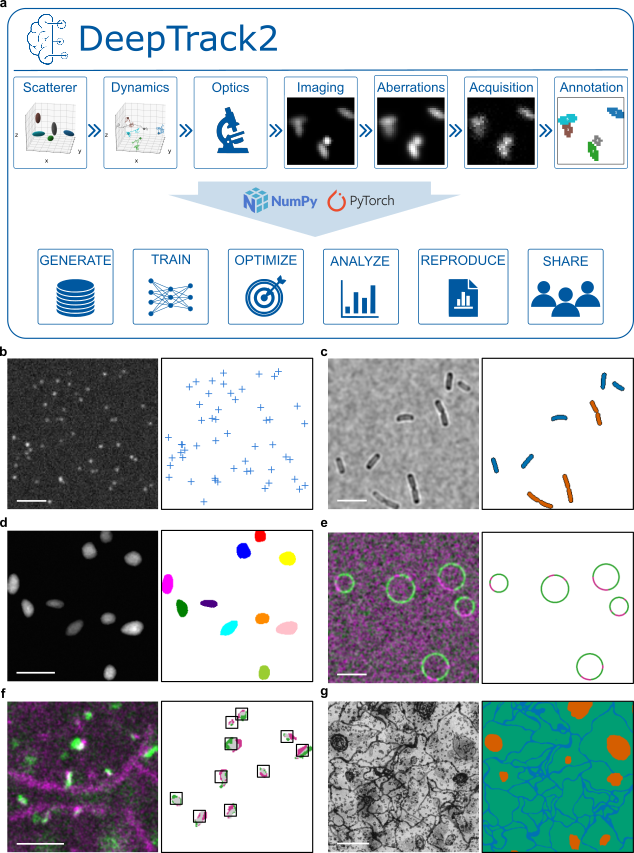 a
DeepTrack2
Scatterer
Dynamics
Optics
Imaging
Aberrations
Acquisition
Annotation
z
y
x
z
y
x
NumPy
PyTorch
GENERATE
TRAIN
OPTIMIZE
ANALYZE
REPRODUCE
SHARE
b
c
d
e
f
g